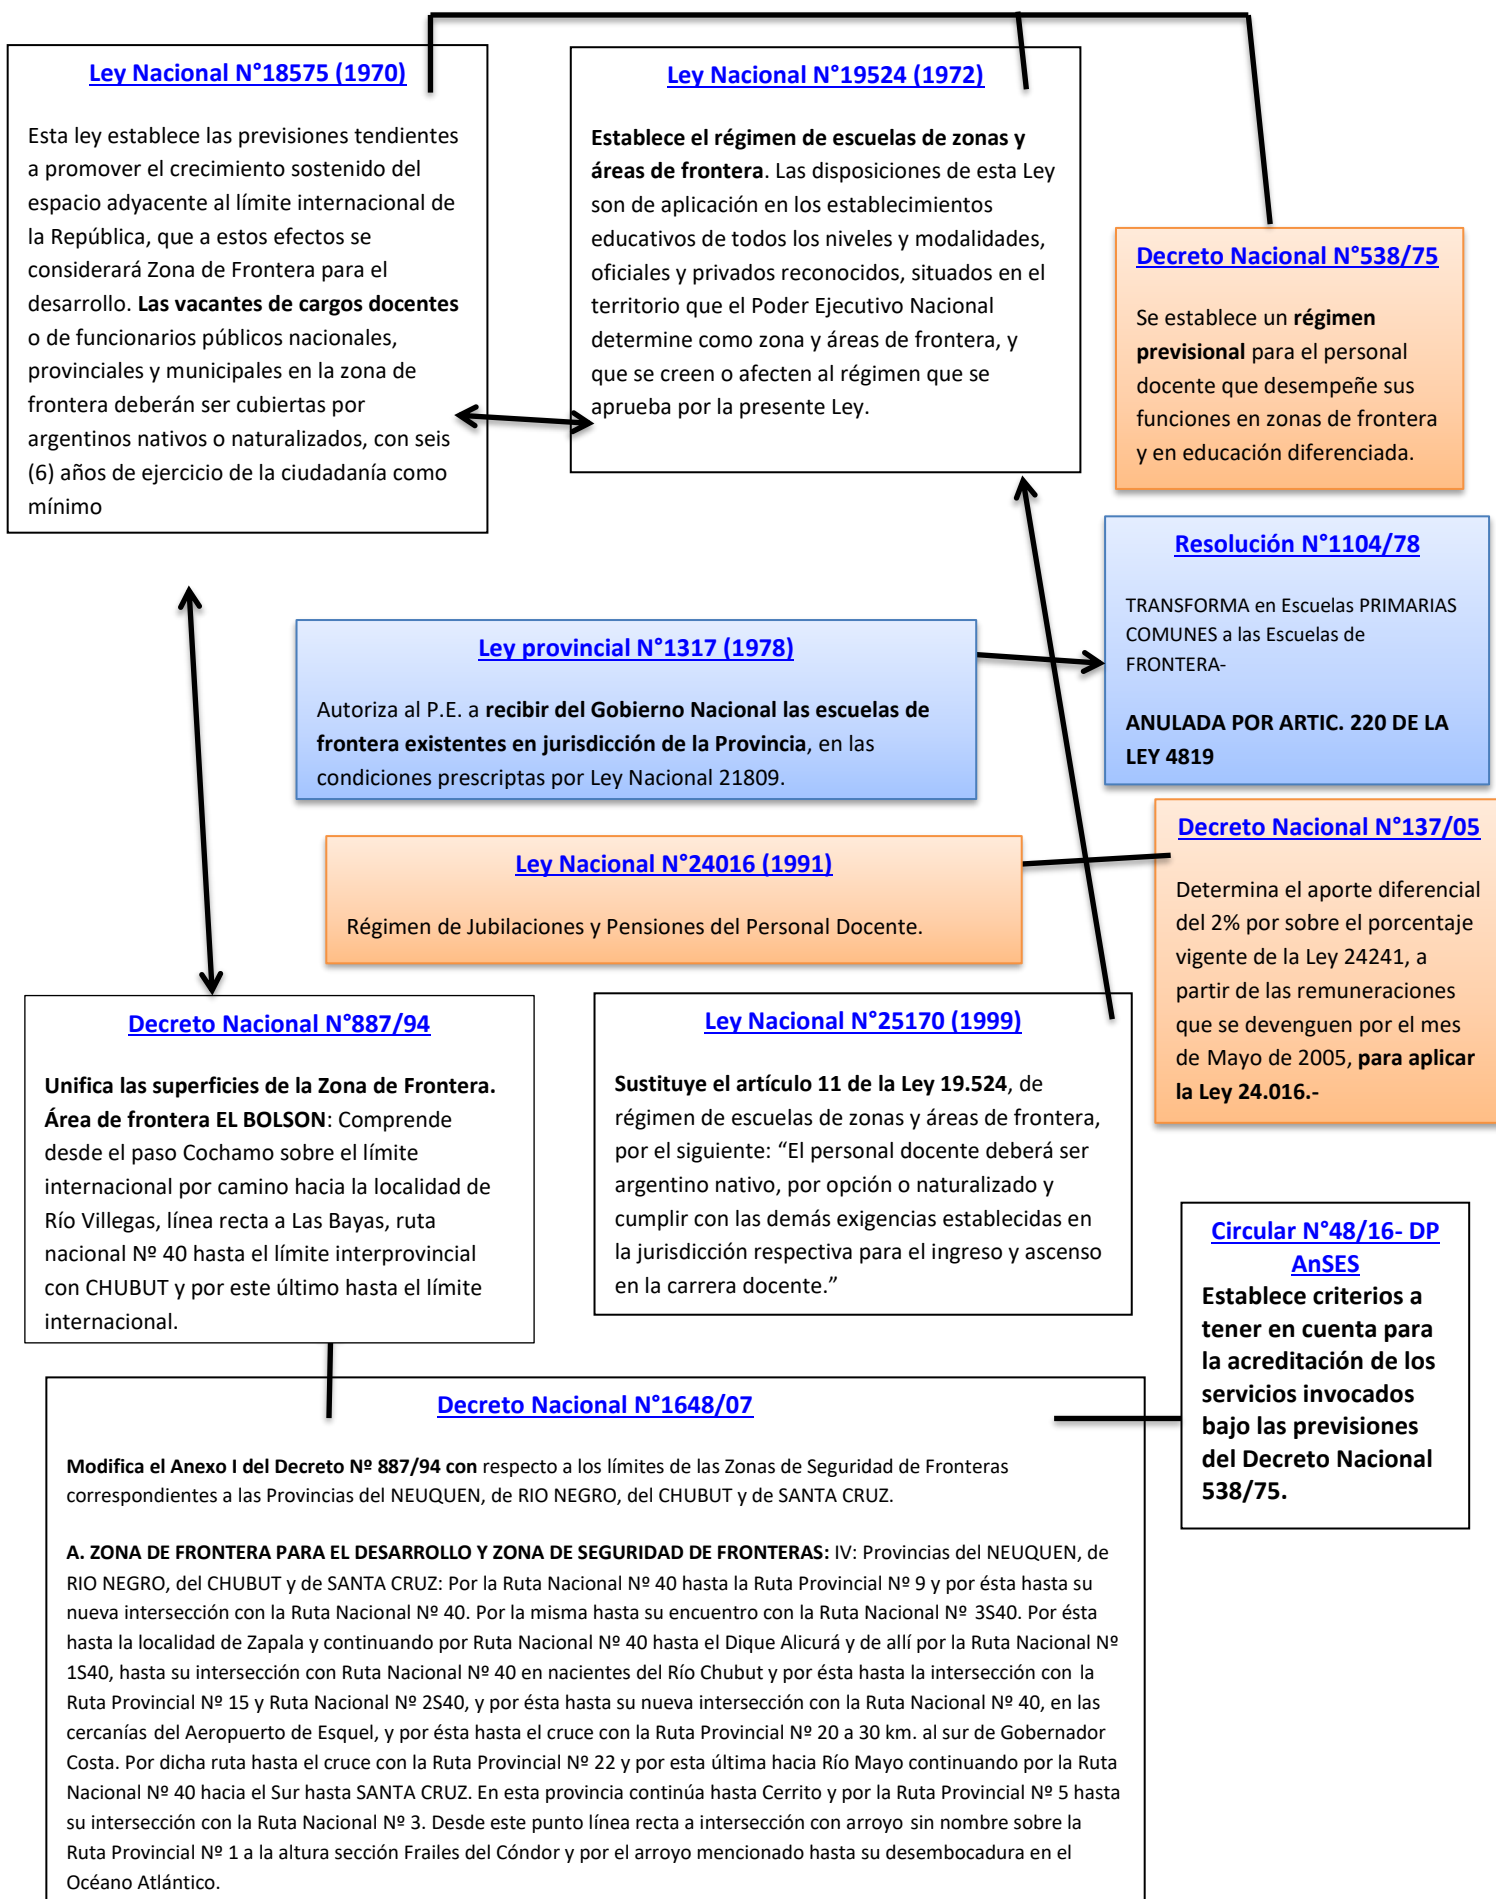 Ley Nacional N°18575 (1970)
Esta ley establece las previsiones tendientes
a promover el crecimiento sostenido del
espacio adyacente al límite internacional de
la República, que a estos efectos se
considerará Zona de Frontera para el
desarrollo. Las vacantes de cargos docentes
o de funcionarios públicos nacionales,
provinciales y municipales en la zona de
frontera deberán ser cubiertas por
argentinos nativos o naturalizados, con seis
(6) años de ejercicio de la ciudadanía como
mínimo
Ley Nacional N°19524 (1972)
Establece el régimen de escuelas de zonas y
áreas de frontera. Las disposiciones de esta Ley
son de aplicación en los establecimientos
educativos de todos los niveles y modalidades,
oficiales y privados reconocidos, situados en el
territorio que el Poder Ejecutivo Nacional
determine como zona y áreas de frontera, y
que se creen o afecten al régimen que se
aprueba por la presente Ley.
Decreto Nacional N°538/75
Se establece un régimen
previsional para el personal
docente que desempeñe sus
funciones en zonas de frontera
y en educación diferenciada.
Resolución N°1104/78
TRANSFORMA en Escuelas PRIMARIAS
COMUNES a las Escuelas de
FRONTERA-
ANULADA POR ARTIC. 220 DE LA
LEY 4819
Ley provincial N°1317 (1978)
Autoriza al P.E. a recibir del Gobierno Nacional las escuelas de
frontera existentes en jurisdicción de la Provincia, en las
condiciones prescriptas por Ley Nacional 21809.
Ley Nacional N°24016 (1991)
Régimen de Jubilaciones y Pensiones del Personal Docente.
Decreto Nacional N°137/05
Determina el aporte diferencial
del 2% por sobre el porcentaje
vigente de la Ley 24241, a
partir de las remuneraciones
que se devenguen por el mes
de Mayo de 2005, para aplicar
la Ley 24.016.-
Decreto Nacional N°887/94
Unifica las superficies de la Zona de Frontera.
Área de frontera EL BOLSON: Comprende
desde el paso Cochamo sobre el límite
internacional por camino hacia la localidad de
Río Villegas, línea recta a Las Bayas, ruta
nacional Nº 40 hasta el límite interprovincial
con CHUBUT y por este último hasta el límite
internacional.
Ley Nacional N°25170 (1999)
Sustituye el artículo 11 de la Ley 19.524, de
régimen de escuelas de zonas y áreas de frontera,
por el siguiente: “El personal docente deberá ser
argentino nativo, por opción o naturalizado y
cumplir con las demás exigencias establecidas en
la jurisdicción respectiva para el ingreso y ascenso
en la carrera docente.”
Circular N°48/16- DP
AnSES
Establece criterios a
tener en cuenta para
la acreditación de los
servicios invocados
bajo las previsiones
del Decreto Nacional
538/75.
Decreto Nacional N°1648/07
Modifica el Anexo I del Decreto Nº 887/94 con respecto a los límites de las Zonas de Seguridad de Fronteras
correspondientes a las Provincias del NEUQUEN, de RIO NEGRO, del CHUBUT y de SANTA CRUZ.
A. ZONA DE FRONTERA PARA EL DESARROLLO Y ZONA DE SEGURIDAD DE FRONTERAS: IV: Provincias del NEUQUEN, de
RIO NEGRO, del CHUBUT y de SANTA CRUZ: Por la Ruta Nacional Nº 40 hasta la Ruta Provincial Nº 9 y por ésta hasta su
nueva intersección con la Ruta Nacional Nº 40. Por la misma hasta su encuentro con la Ruta Nacional Nº 3S40. Por ésta
hasta la localidad de Zapala y continuando por Ruta Nacional Nº 40 hasta el Dique Alicurá y de allí por la Ruta Nacional Nº
1S40, hasta su intersección con Ruta Nacional Nº 40 en nacientes del Río Chubut y por ésta hasta la intersección con la
Ruta Provincial Nº 15 y Ruta Nacional Nº 2S40, y por ésta hasta su nueva intersección con la Ruta Nacional Nº 40, en las
cercanías del Aeropuerto de Esquel, y por ésta hasta el cruce con la Ruta Provincial Nº 20 a 30 km. al sur de Gobernador
Costa. Por dicha ruta hasta el cruce con la Ruta Provincial Nº 22 y por esta última hacia Río Mayo continuando por la Ruta
Nacional Nº 40 hacia el Sur hasta SANTA CRUZ. En esta provincia continúa hasta Cerrito y por la Ruta Provincial Nº 5 hasta
su intersección con la Ruta Nacional Nº 3. Desde este punto línea recta a intersección con arroyo sin nombre sobre la
Ruta Provincial Nº 1 a la altura sección Frailes del Cóndor y por el arroyo mencionado hasta su desembocadura en el
Océano Atlántico.